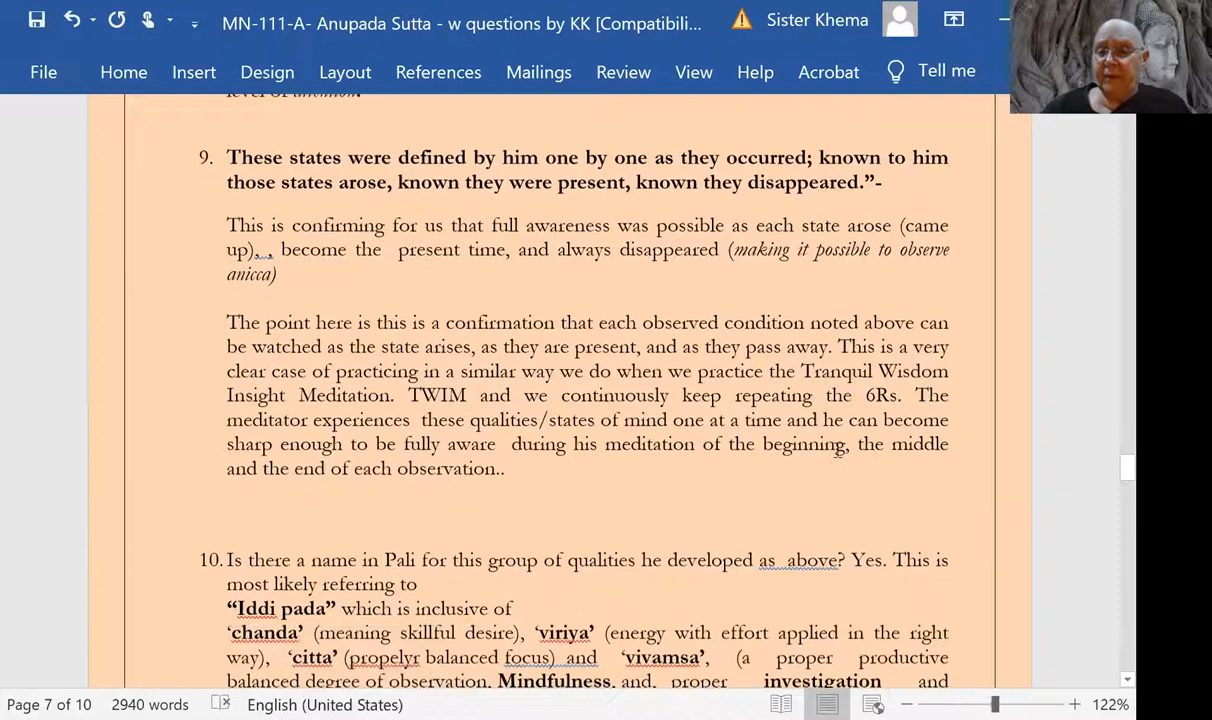 MN-111-A- Anupada Sutta - w questions by KK [Compatibili...
Sister Khema
File Home Insert Design Layout References Mailings Review View Help Acrobat Tell me
level of attention.
9. These states were defined by him one by one as they occurred; known to him
those states arose, known they were present, known they disappeared.”-
This is confirming for us that full awareness was possible as each state arose (came
up), , become the present time, and always disappeared (making it possible to observe
anicca)
The point here is this is a confirmation that each observed condition noted above can
be watched as the state arises, as they are present, and as they pass away. This is a very
clear case of practicing in a similar way we do when we practice the Tranquil Wisdom
Insight Meditation. TWIM and we continuously keep repeating the 6Rs. The
meditator experiences these qualities/states of mind one at a time and he can become
sharp enough to be fully aware during his meditation of the beginning, the middle
and the end of each observation..
10. Is there a name in Pali for this group of qualities he developed as above? Yes. This is
most likely referring to
“Iddi pada” which is inclusive of
‘chanda’ (meaning skillful desire), ‘viriya’ (energy with effort applied in the right
way), ‘citta’ (propelyr balanced focus) and ‘vivamsa’, (a proper productive
balanced degree of observation, Mindfulness, and, proper investigation and
Page 7 of 10 2940 words English (United States) 122%